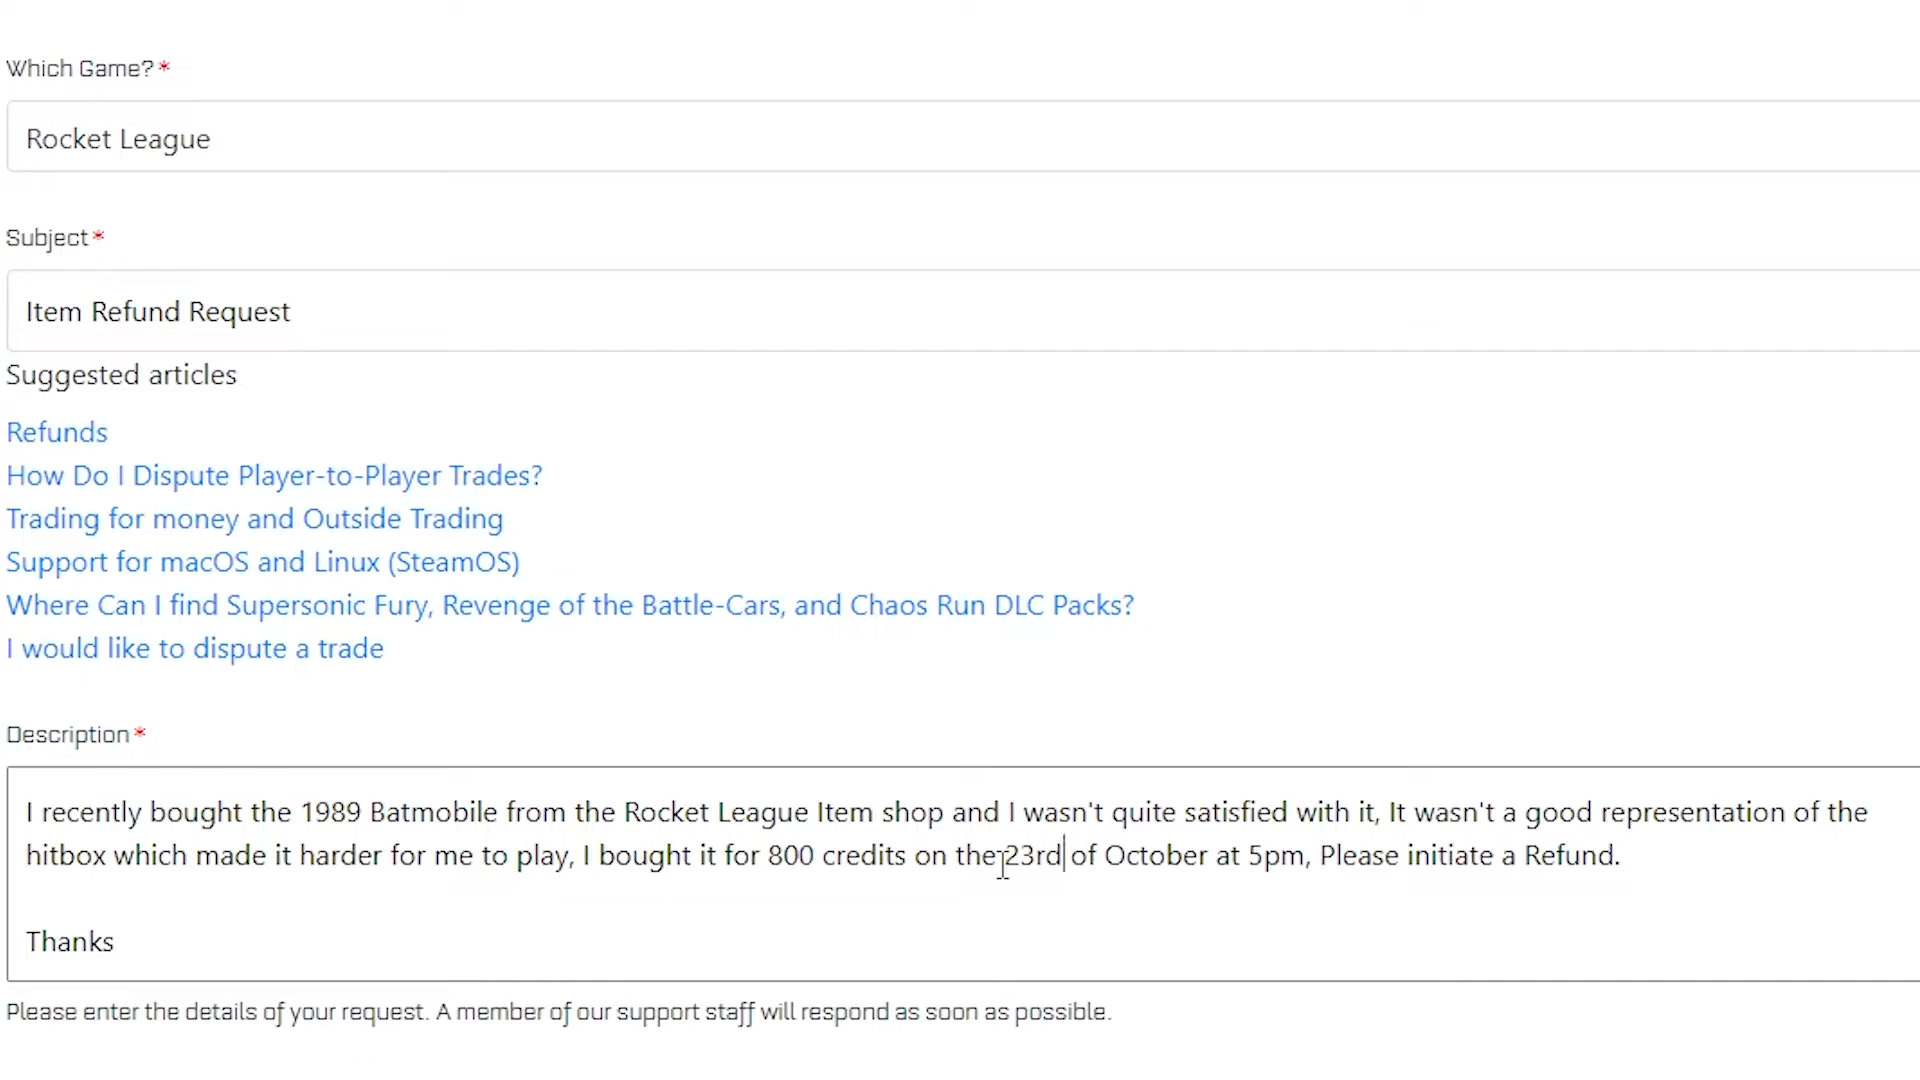 Which Game? *
Rocket League
Subject *
Item Refund Request
Suggested articles
Refunds
How Do I Dispute Player-to-Player Trades?
Trading for money and Outside Trading
Support for macOS and Linux (SteamOS)
Where Can I find Supersonic Fury, Revenge of the Battle-Cars, and Chaos Run DLC Packs?
I would like to dispute a trade
Description *
I recently bought the 1989 Batmobile from the Rocket League Item shop and I wasn't quite satisfied with it, It wasn't a good representation of the
hitbox which made it harder for me to play, I bought it for 800 credits on the 23rd of October at 5pm, Please initiate a Refund.
Thanks
Please enter the details of your request. A member of our support staff will respond as soon as possible.